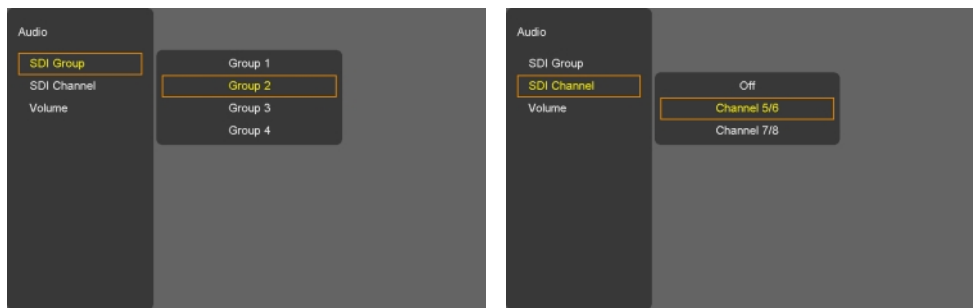 Audio
SDI Group
SDI Channel
Volume
Group 1
Group 2
Group 3
Group 4
Audio
SDI Group
SDI Channel
Volume
Off
Channel 5/6
Channel 7/8